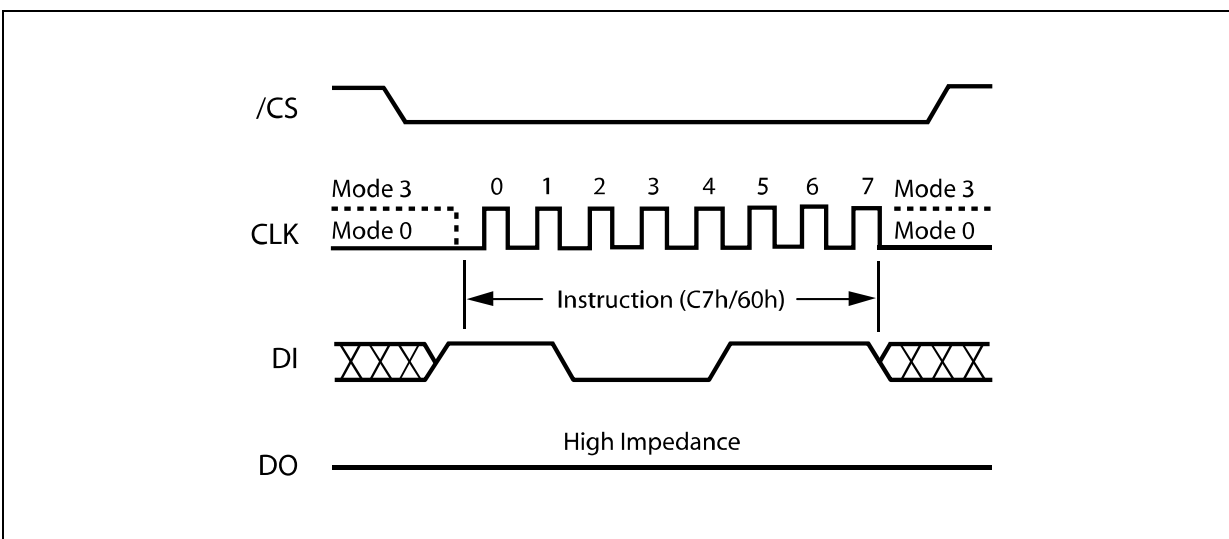 /CS
Mode 3 0 1 2 3 4 5 6 7 Mode 3
CLK Mode 0 Mode 0
Instruction (C7h/60h)
DI
High Impedance
DO